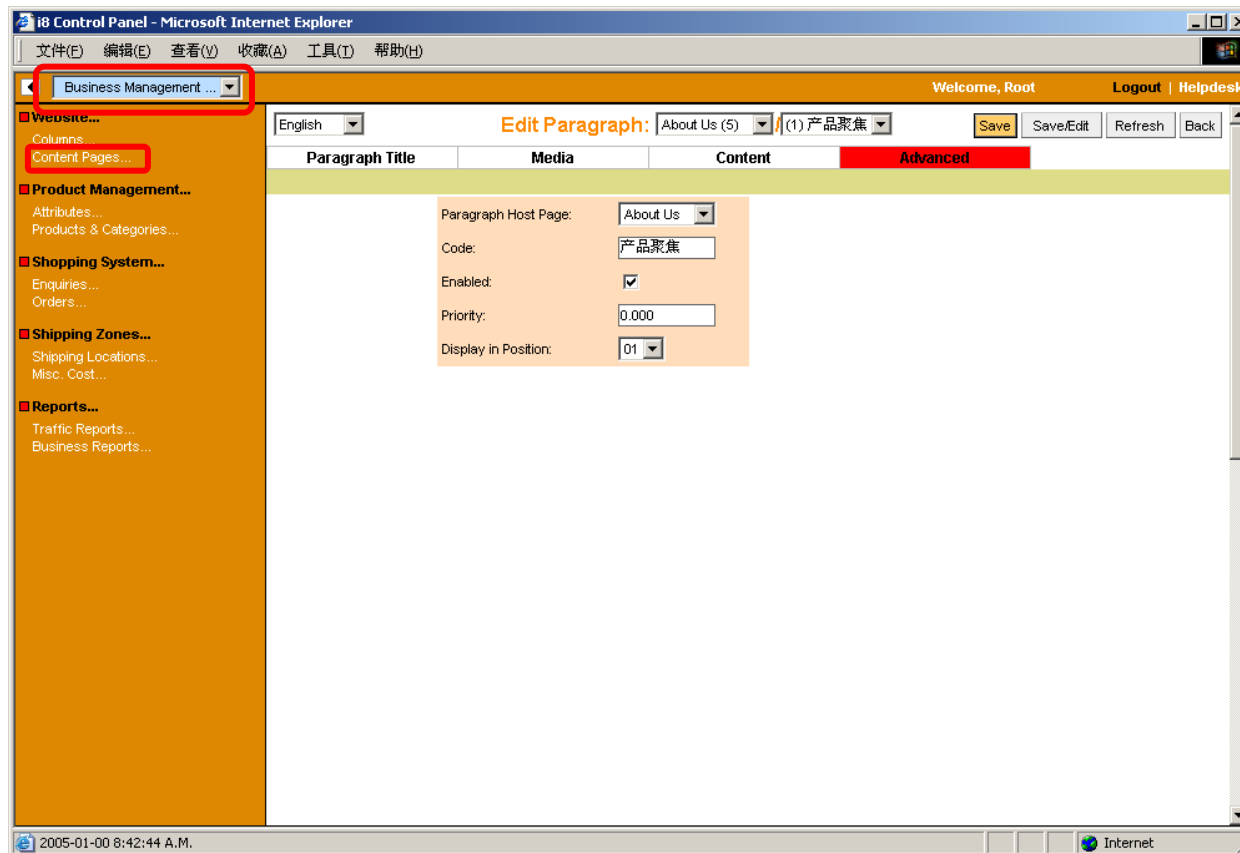 i8 Control Panel - Microsoft Internet Explorer
文件(F) 编辑(E) 查看(V) 收藏(A) 工具(T) 帮助(H)
Business Management ... Welcome, Root Logout | Helpdesk
Website...
Columns...
Content Pages...
Product Management...
Attributes...
Products & Categories...
Shopping System...
Enquiries...
Orders...
Shipping Zones...
Shipping Locations...
Misc. Cost...
Reports...
Traffic Reports...
Business Reports...
English Edit Paragraph: About Us (5) / (1) 产品聚焦 Save Save/Edit Refresh Back
Paragraph Title Media Content Advanced
Paragraph Host Page: About Us
Code: 产品聚焦
Enabled:
Priority: 0.000
Display in Position: 01
2005-01-00 8:42:44 A.M. Internet